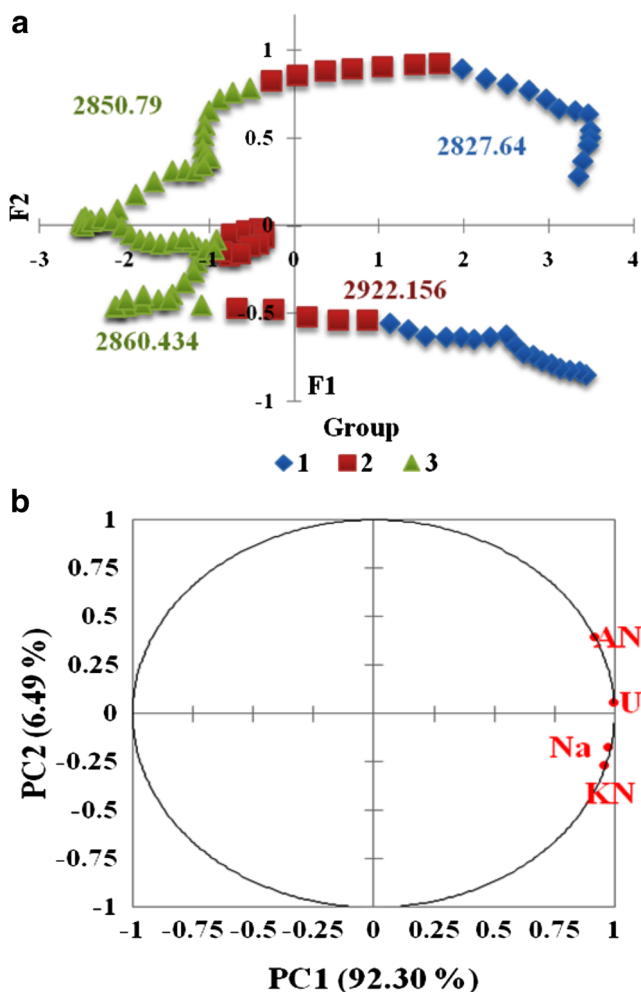 a
1
2850.79
0.5
2827.64
F2
0
-3 -2 -1 0 1 2 3 4
-0.5
2922.156
2860.434
F1
-1
Group
1 2 3
b
1
0.75
0.5
0.25
0
-0.25
-0.5
-0.75
-1
AN
U
Na
KN
PC2 (6.49 %)
-1 -0.75 -0.5 -0.25 0 0.25 0.5 0.75 1
PC1 (92.30 %)